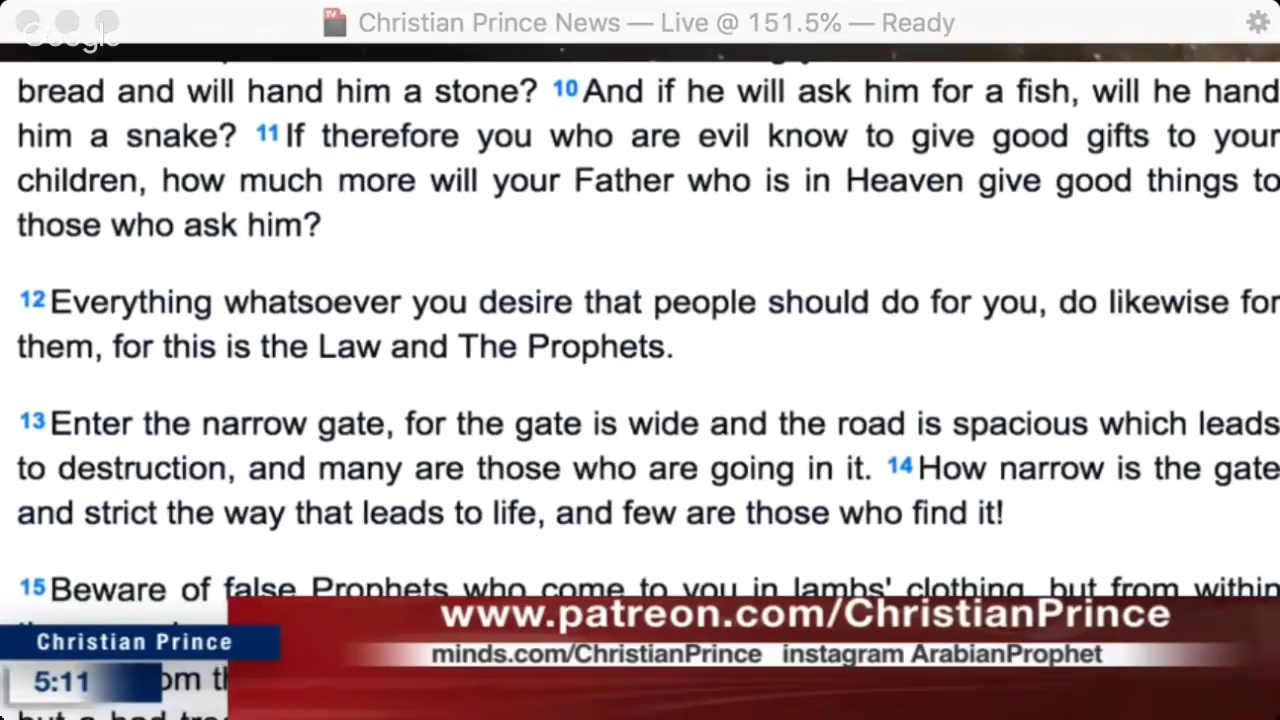 Christian Prince News — Live @ 151.5% — Ready
Google
bread and will hand him a stone? 10 And if he will ask him for a fish, will he hand
him a snake? 11 If therefore you who are evil know to give good gifts to your
children, how much more will your Father who is in Heaven give good things to
those who ask him?
12 Everything whatsoever you desire that people should do for you, do likewise for
them, for this is the Law and The Prophets.
13 Enter the narrow gate, for the gate is wide and the road is spacious which leads
to destruction, and many are those who are going in it. 14 How narrow is the gate
and strict the way that leads to life, and few are those who find it!
15 Beware of false Prophets who come to you in lambs' clothing, but from within
www.patreon.com/ChristianPrince
Christian Prince
minds.com/ChristianPrince instagram ArabianProphet
5:11
but a bad